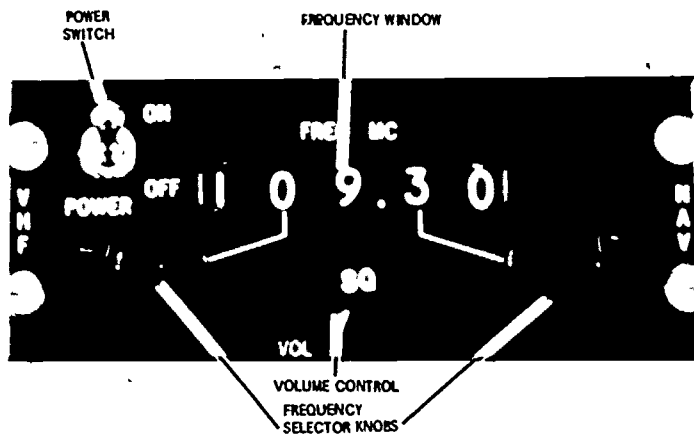 POWER
SWITCH
FREQUENCY WINDOW
ON
FREQ MC
OFF
109.30
POWER
VHF
NAV
SQ
VOL
VOLUME CONTROL
FREQUENCY
SELECTOR KNOBS